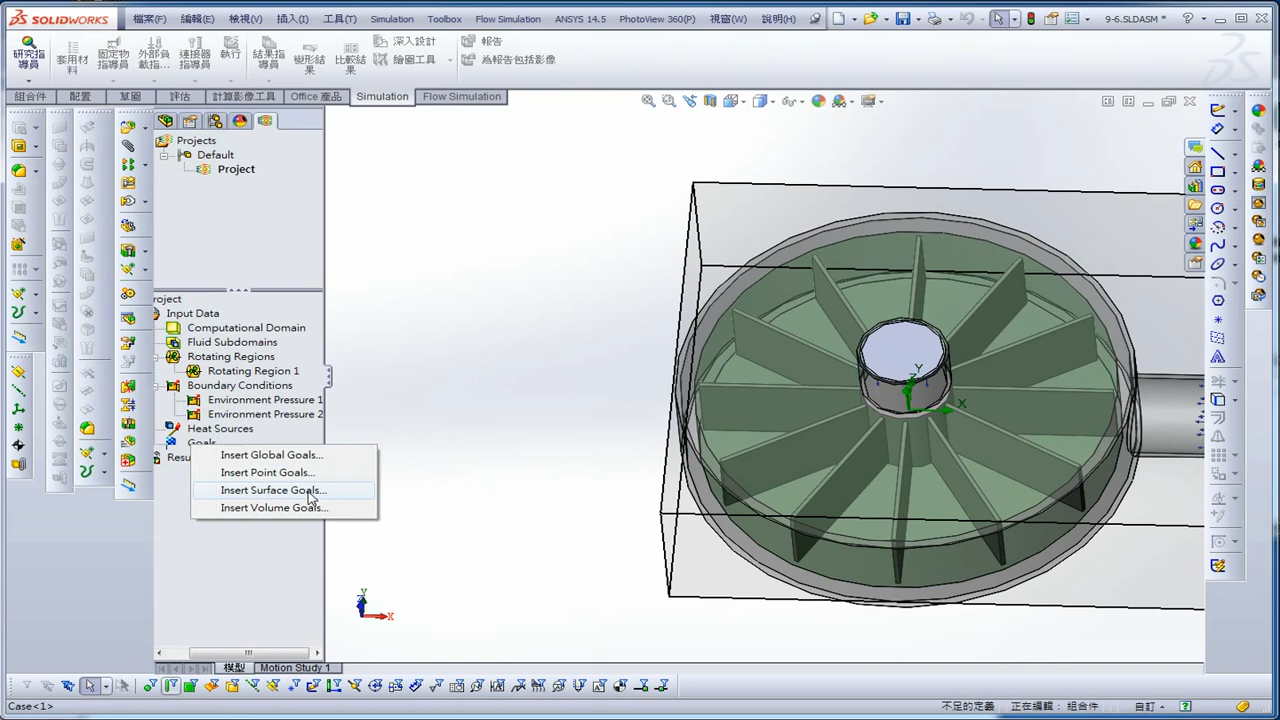 SOLIDWORKS 檔案(F) 編輯(E) 檢視(V) 插入(I) 工具(T) Simulation Toolbox Flow Simulation ANSYS 14.5 PhotoView 360(P) 視窗(W) 說明(H) 9-6.SLDASM *
研究指導員
套用材料
固定物指導員
外部負載指...
連接器指導員
執行
結果指導員
變形結果
比較結果
深入設計
繪圖工具
報告
為報告包括影像
組合件 配置 草圖 評估 計算影像工具 Office 產品 Simulation Flow Simulation
Projects
Default
Project
roject
Input Data
Computational Domain
Fluid Subdomains
Rotating Regions
Rotating Region 1
Boundary Conditions
Environment Pressure 1
Environment Pressure 2
Heat Sources
Goals
Resu
Insert Global Goals...
Insert Point Goals...
Insert Surface Goals...
Insert Volume Goals...
Y
Z
X
Y
X
模型 Motion Study 1
Case<1> 不足的定義 正在編輯：組合件 自訂